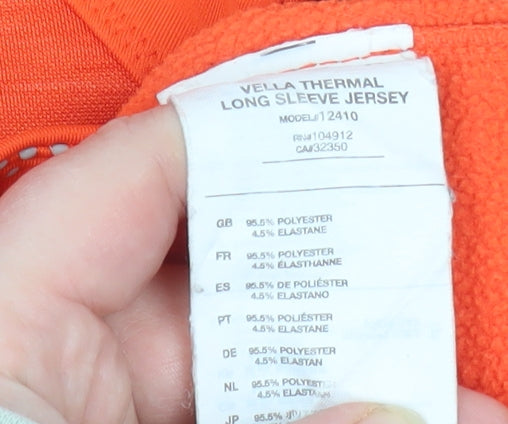 VELLA THERMAL
LONG SLEEVE JERSEY
MODEL#12410
RN#104912
CA#32350
GB 95.5% POLYESTER
4.5% ELASTANE
FR 95.5% POLYESTER
4.5% ÉLASTHANNE
ES 95.5% DE POLIÉSTER
4.5% ELASTANO
PT 95.5% POLIÉSTER
4.5% ELASTANE
DE 95.5% POLYESTER
4.5% ELASTAN
NL 95.5% POLYESTER
4.5% ELASTAN
JP 95.5%